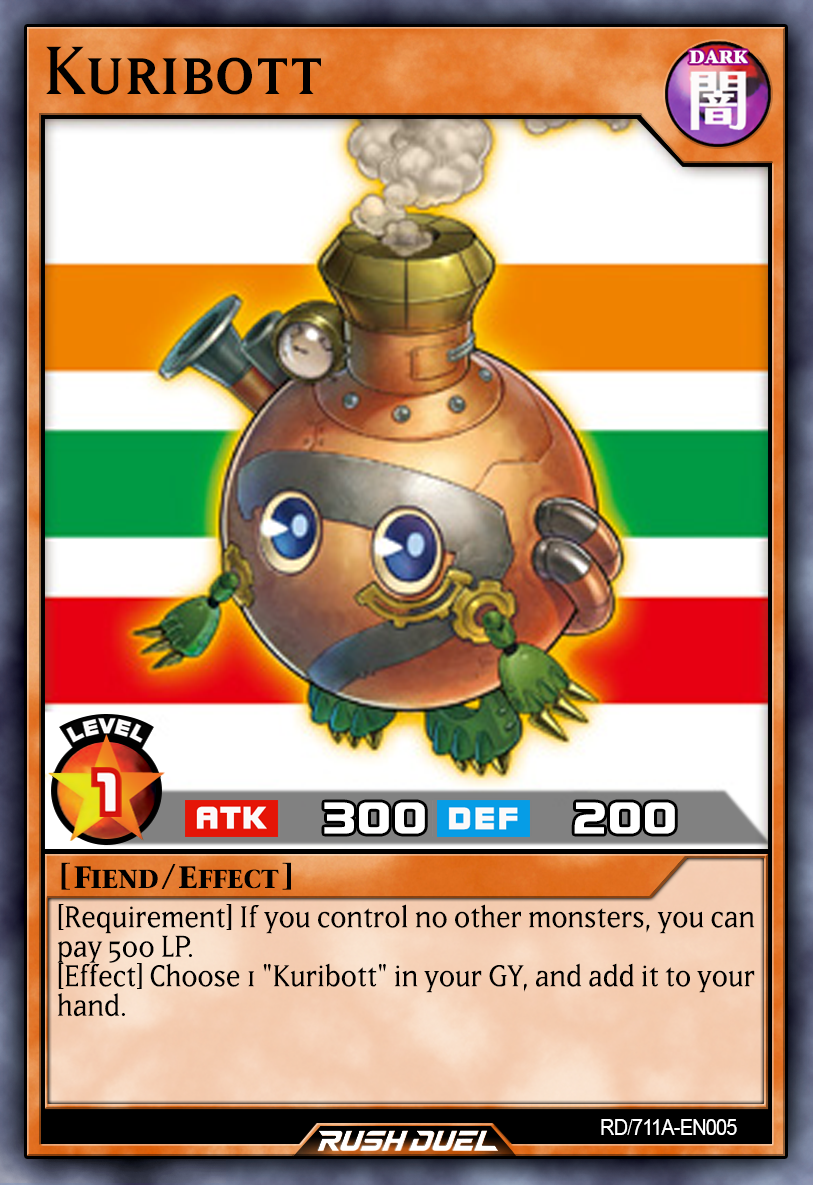 Kuribott
DARK
闇
LEVEL
1
ATK 300 DEF 200
[Fiend/Effect]
[Requirement] If you control no other monsters, you can
pay 500 LP.
[Effect] Choose 1 "Kuribott" in your GY, and add it to your
hand.
RD/711A-EN005
RUSH DUEL